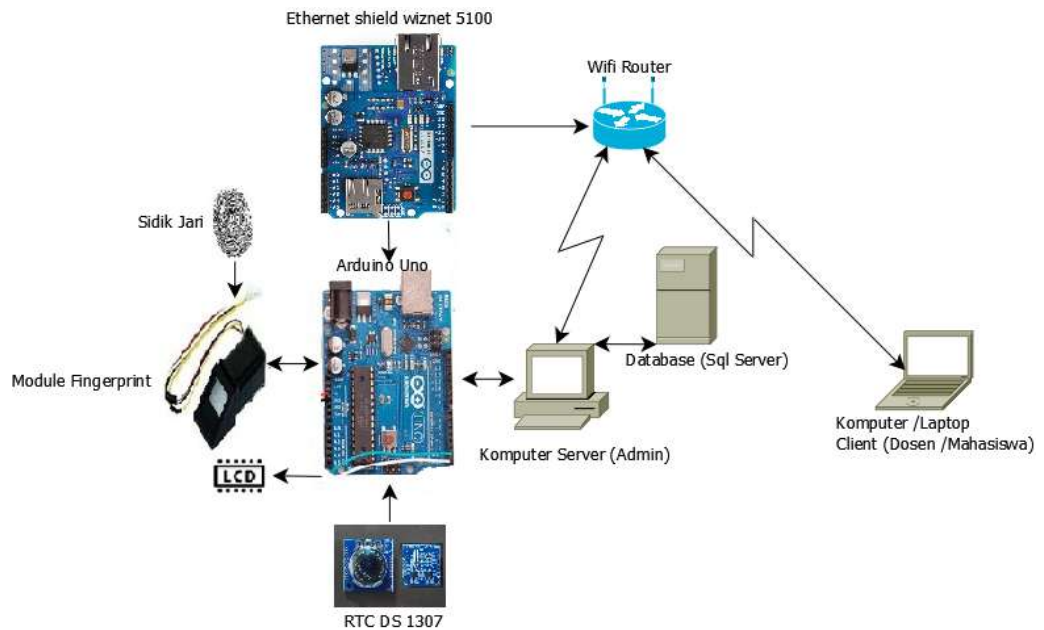 Ethernet shield wiznet 5100
Wifi Router
Sidik Jari
Arduino Uno
Module Fingerprint
Database (Sql Server)
Komputer Server (Admin)
Komputer /Laptop
Client (Dosen /Mahasiswa)
LCD
RTC DS 1307